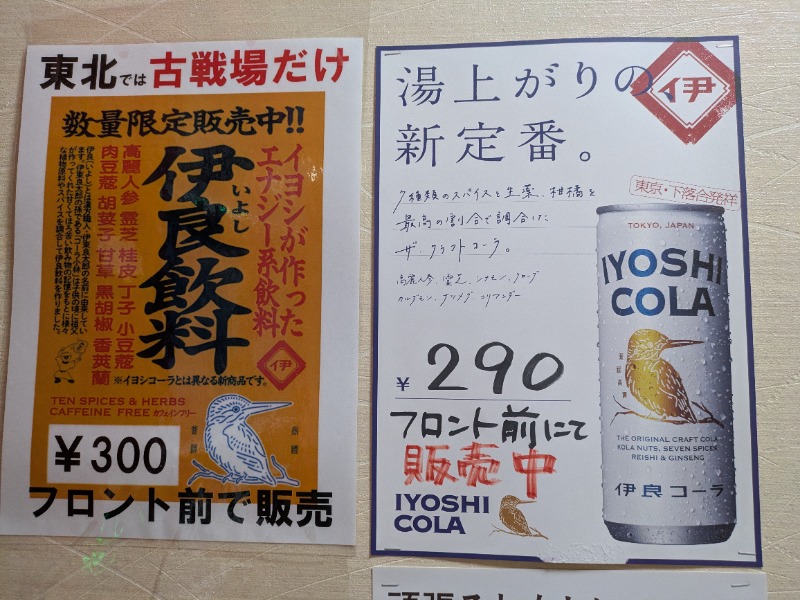 東北では古戦場だけ
数量限定販売中!!
イヨシが作った
エナジー系飲料
伊良飲料
いよし
高麗人参 霊芝 桂皮 丁子 小豆蔲
肉豆蔲 胡荽子 甘草 黒胡椒 香莢蘭
※イヨシコーラとは異なる新商品です。
伊
TEN SPICES & HERBS
CAFFEINE FREE カフェインフリー
¥300
フロント前で販売
湯上がりの、
新定番。
伊
東京・下落合発祥
7種類のスパイスと生薬、柑橘を
最高の割合で調合した
ザ・クラフトコーラ。
高麗人参、霊芝、シナモン、クローブ
カルダモン、ナツメグ、コリアンダー
¥290
フロント前にて
販売中
IYOSHI
COLA
TOKYO, JAPAN
IYOSHI
COLA
THE ORIGINAL CRAFT COLA
KOLA NUTS, SEVEN SPICES
REISHI & GINSENG
伊良コーラ